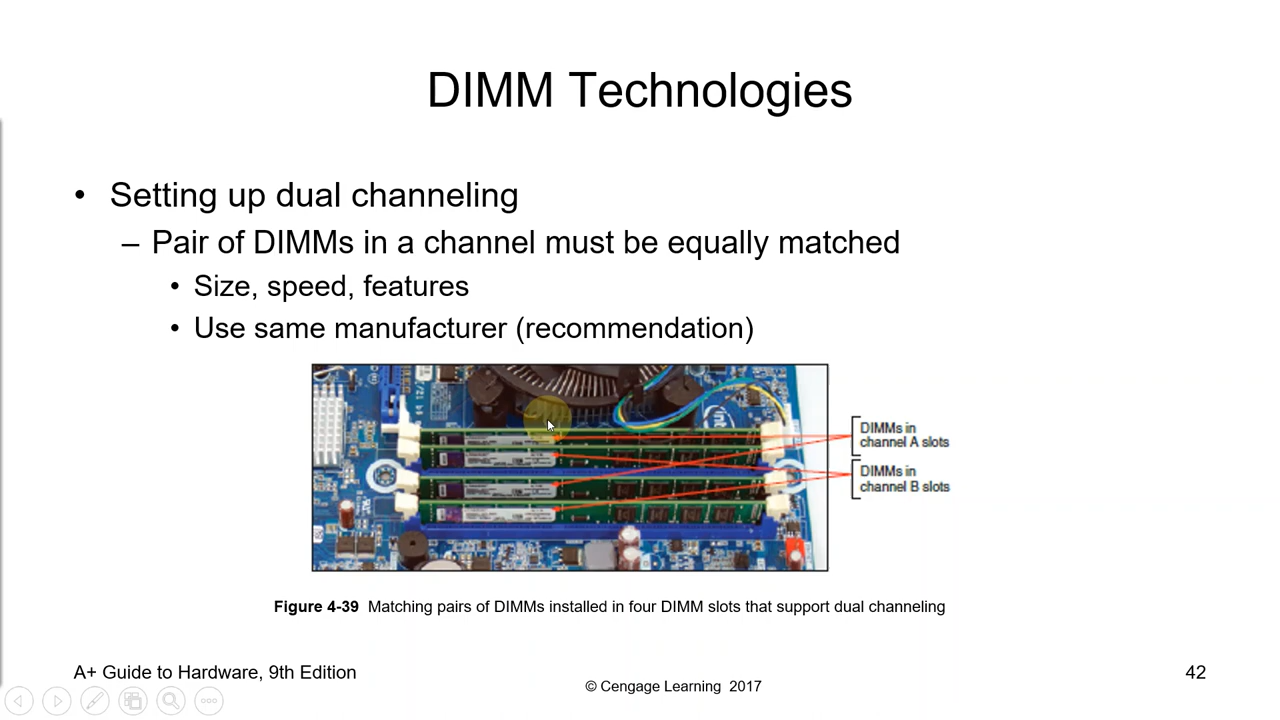 DIMM Technologies
• Setting up dual channeling
– Pair of DIMMs in a channel must be equally matched
• Size, speed, features
• Use same manufacturer (recommendation)
DIMMs in
channel A slots
DIMMs in
channel B slots
Figure 4-39 Matching pairs of DIMMs installed in four DIMM slots that support dual channeling
A+ Guide to Hardware, 9th Edition
© Cengage Learning 2017
42